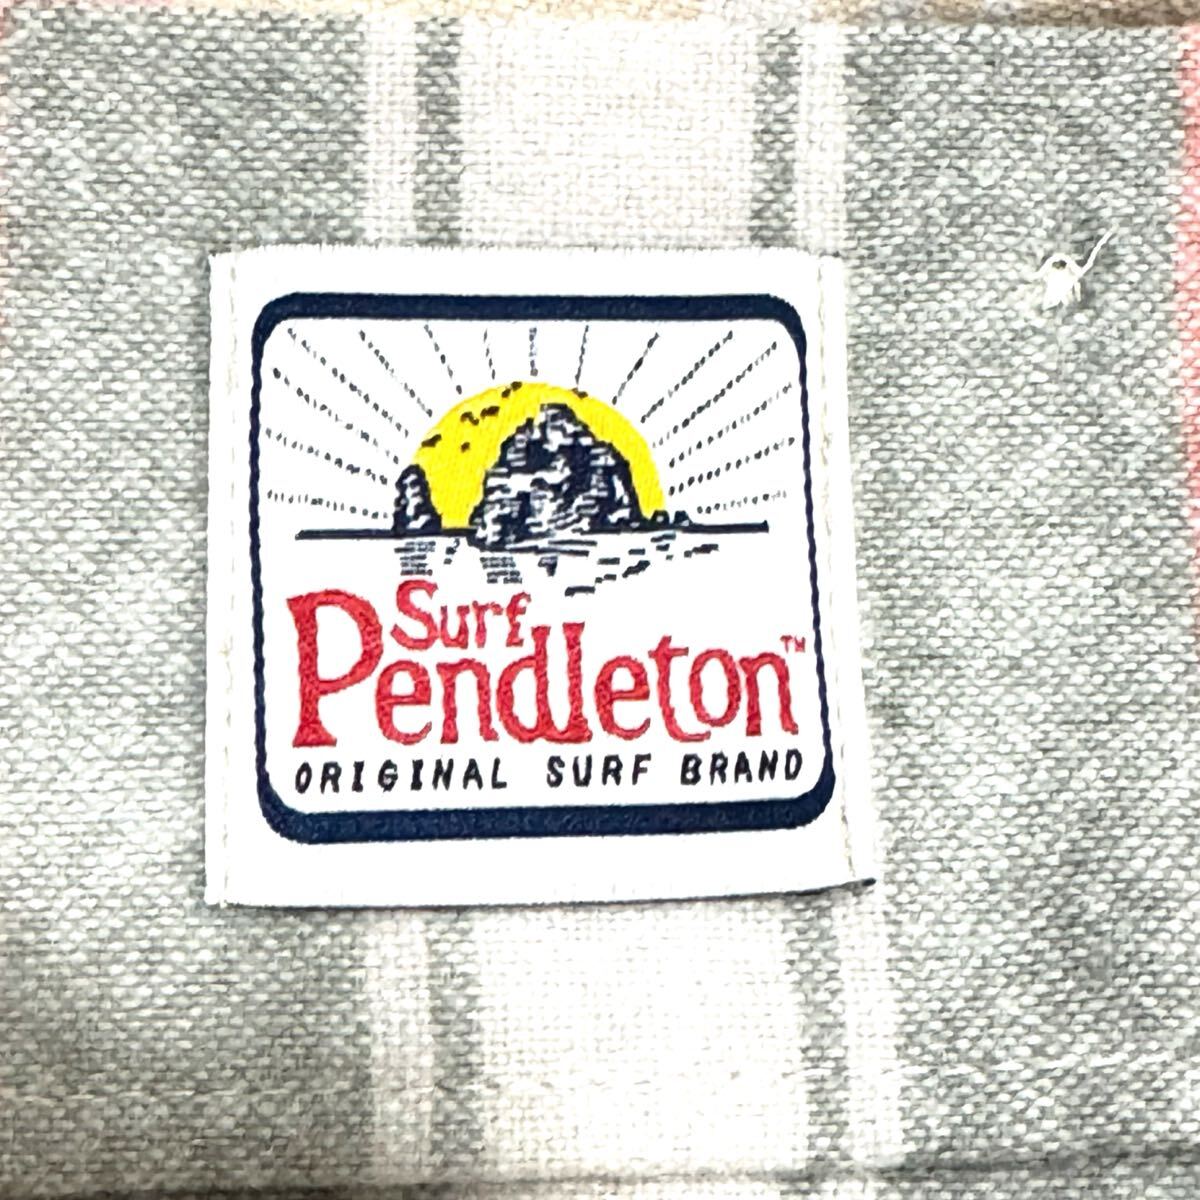 Surf
Pendleton™
ORIGINAL SURF BRAND